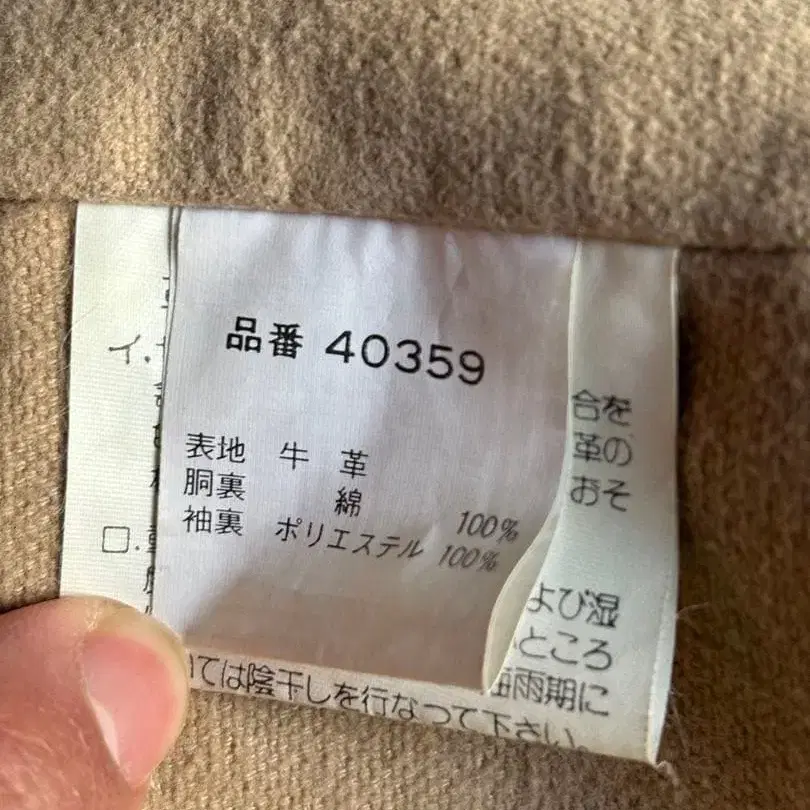 品番 40359
表地 牛 革
胴裏 綿 100%
袖裏 ポリエステル 100%
イ.
合を
革の
おそ
よび湿
ところ
梅雨期に
いては陰干しを行なって下さい。